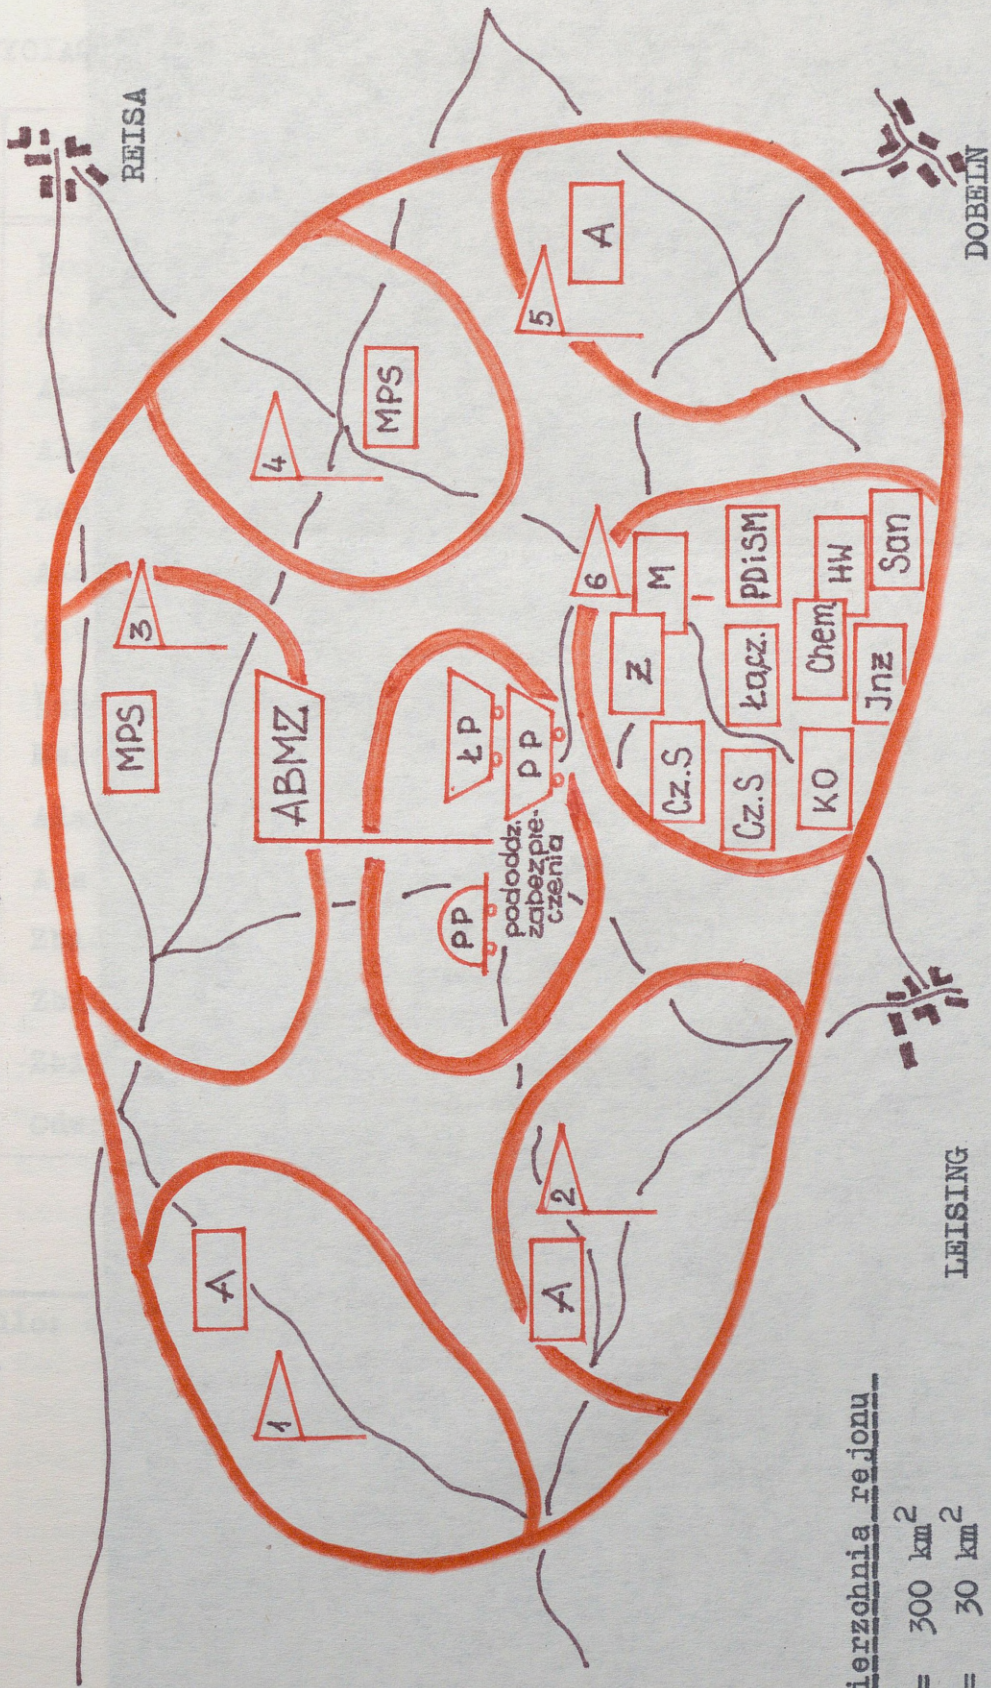 REISA
DOBELN
LEISING
3
MPS
4
MPS
5
A
ABMZ
ŁP
PP
PP
pododdz.
zabezpie-
czenia
6
M
Z
PDiSM
Łącz.
HW
Chem
San
Jnż
Cz.S
Cz.S
KO
1
A
2
A
ierzchnia rejonu
= 300 km²
= 30 km²